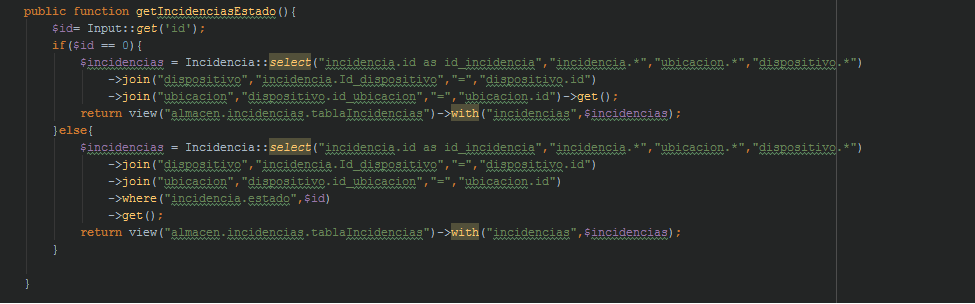 public function getIncidenciasEstado(){
$id= Input::get('id');
if($id == 0){
$incidencias = Incidencia::select("incidencia.id as id_incidencia","incidencia.*","ubicacion.*","dispositivo.*")
->join("dispositivo","incidencia.Id_dispositivo","=","dispositivo.id")
->join("ubicacion","dispositivo.id_ubicacion","=","ubicacion.id")->get();
return view("almacen.incidencias.tablaIncidencias")->with("incidencias",$incidencias);
}else{
$incidencias = Incidencia::select("incidencia.id as id_incidencia","incidencia.*","ubicacion.*","dispositivo.*")
->join("dispositivo","incidencia.Id_dispositivo","=","dispositivo.id")
->join("ubicacion","dispositivo.id_ubicacion","=","ubicacion.id")
->where("incidencia.estado",$id)
->get();
return view("almacen.incidencias.tablaIncidencias")->with("incidencias",$incidencias);
}
}